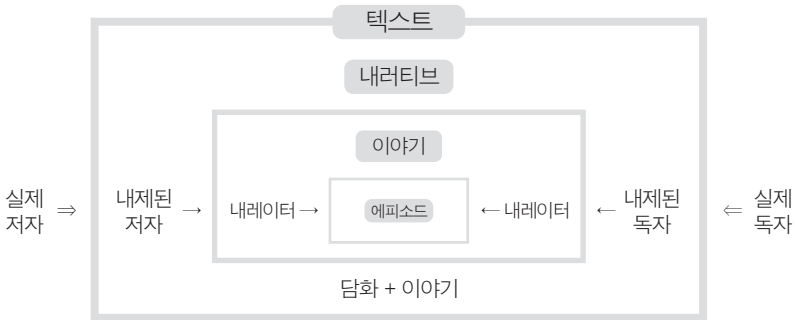 텍스트
내러티브
이야기
실제
저자
⇒
내제된
저자
→
내레이터 →
에피소드
← 내레이터
←
내제된
독자
⇐
실제
독자
담화 + 이야기